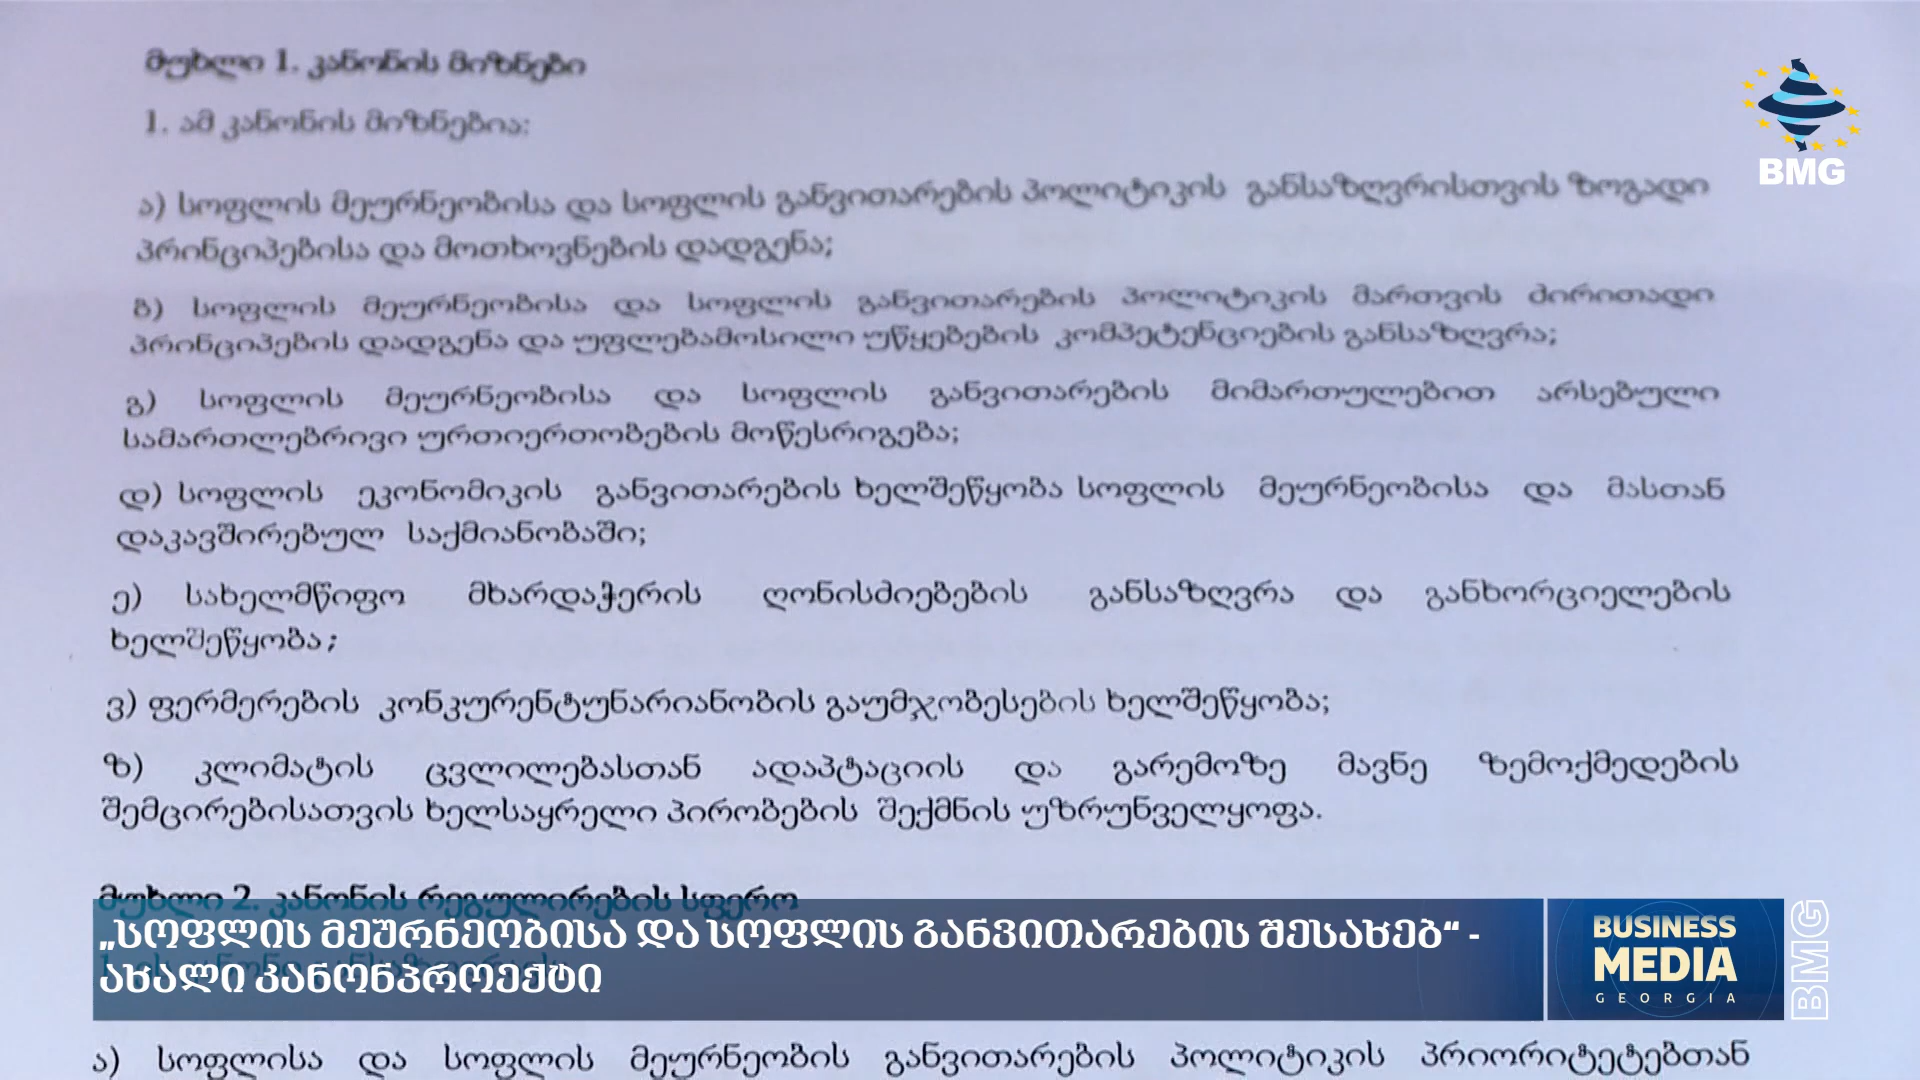 მუხლი 1. კანონის მიზნები
1. ამ კანონის მიზნებია:
BMG
ა) სოფლის მეურნეობისა და სოფლის განვითარების პოლიტიკის განსაზღვრისთვის ზოგადი
პრინციპებისა და მოთხოვნების დადგენა;
ბ) სოფლის მეურნეობისა და სოფლის განვითარების პოლიტიკის მართვის ძირითადი
პრინციპების დადგენა და უფლებამოსილი უწყებების კომპეტენციების განსაზღვრა;
გ) სოფლის მეურნეობისა და სოფლის განვითარების მიმართულებით არსებული
სამართლებრივი ურთიერთობების მოწესრიგება;
დ) სოფლის ეკონომიკის განვითარების ხელშეწყობა სოფლის მეურნეობისა და მასთან
დაკავშირებულ საქმიანობაში;
ე) სახელმწიფო მხარდაჭერის ღონისძიებების განსაზღვრა და განხორციელების
ხელშეწყობა;
ვ) ფერმერების კონკურენტუნარიანობის გაუმჯობესების ხელშეწყობა;
ზ) კლიმატის ცვლილებასთან ადაპტაციის და გარემოზე მავნე ზემოქმედების
შემცირებისათვის ხელსაყრელი პირობების შექმნის უზრუნველყოფა.
მუხლი 2. კანონის რეგულირების სფერო
„სოფლის მეურნეობისა და სოფლის განვითარების შესახებ“ -
ახალი კანონპროექტი
BUSINESS
MEDIA
GEORGIA
BMG
ა) სოფლისა და სოფლის მეურნეობის განვითარების პოლიტიკის პრიორიტეტებთან